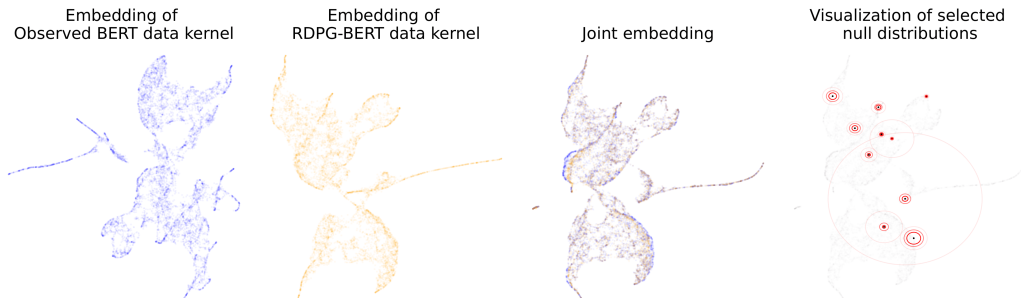 Embedding of
Observed BERT data kernel
Embedding of
RDPG-BERT data kernel
Joint embedding
Visualization of selected
null distributions